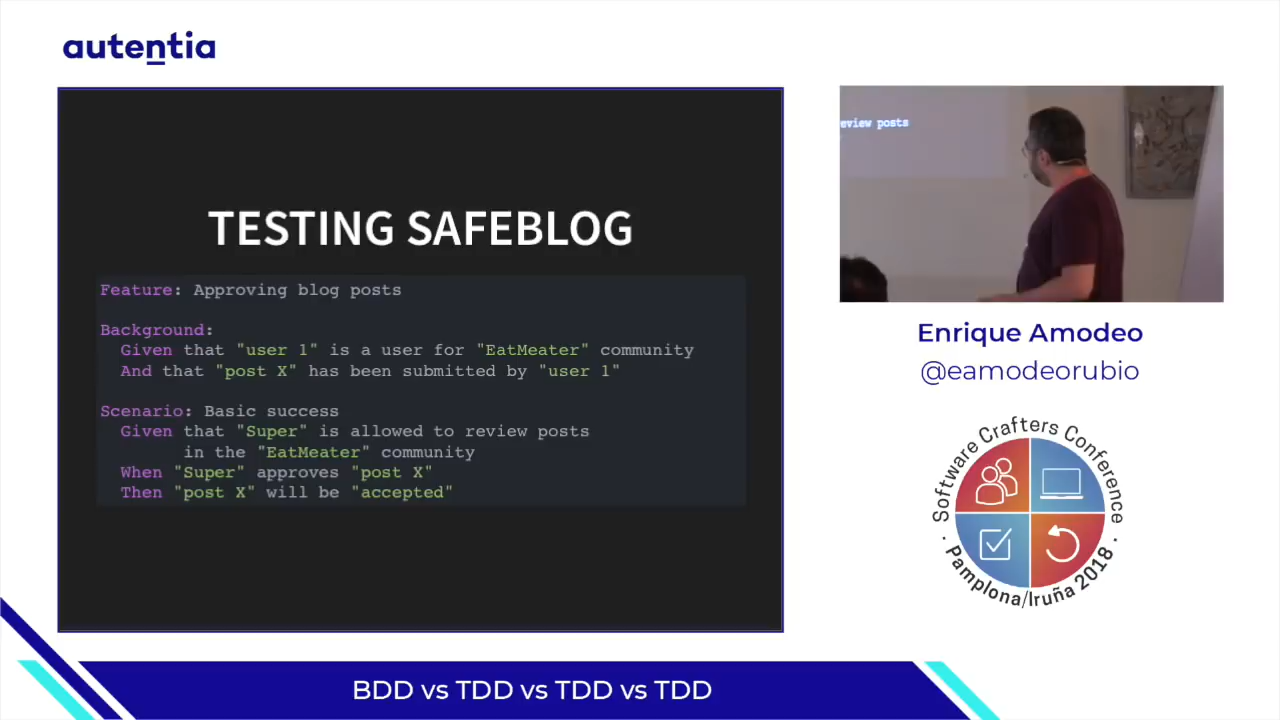 autentia
TESTING SAFEBLOG
Feature: Approving blog posts
Background:
Given that "user 1" is a user for "EatMeater" community
And that "post X" has been submitted by "user 1"
Scenario: Basic success
Given that "Super" is allowed to review posts
in the "EatMeater" community
When "Super" approves "post X"
Then "post X" will be "accepted"
eview posts
Enrique Amodeo
@eamodeorubio
Software Crafters Conference
· Pamplona/Iruña 2018 ·
BDD vs TDD vs TDD vs TDD